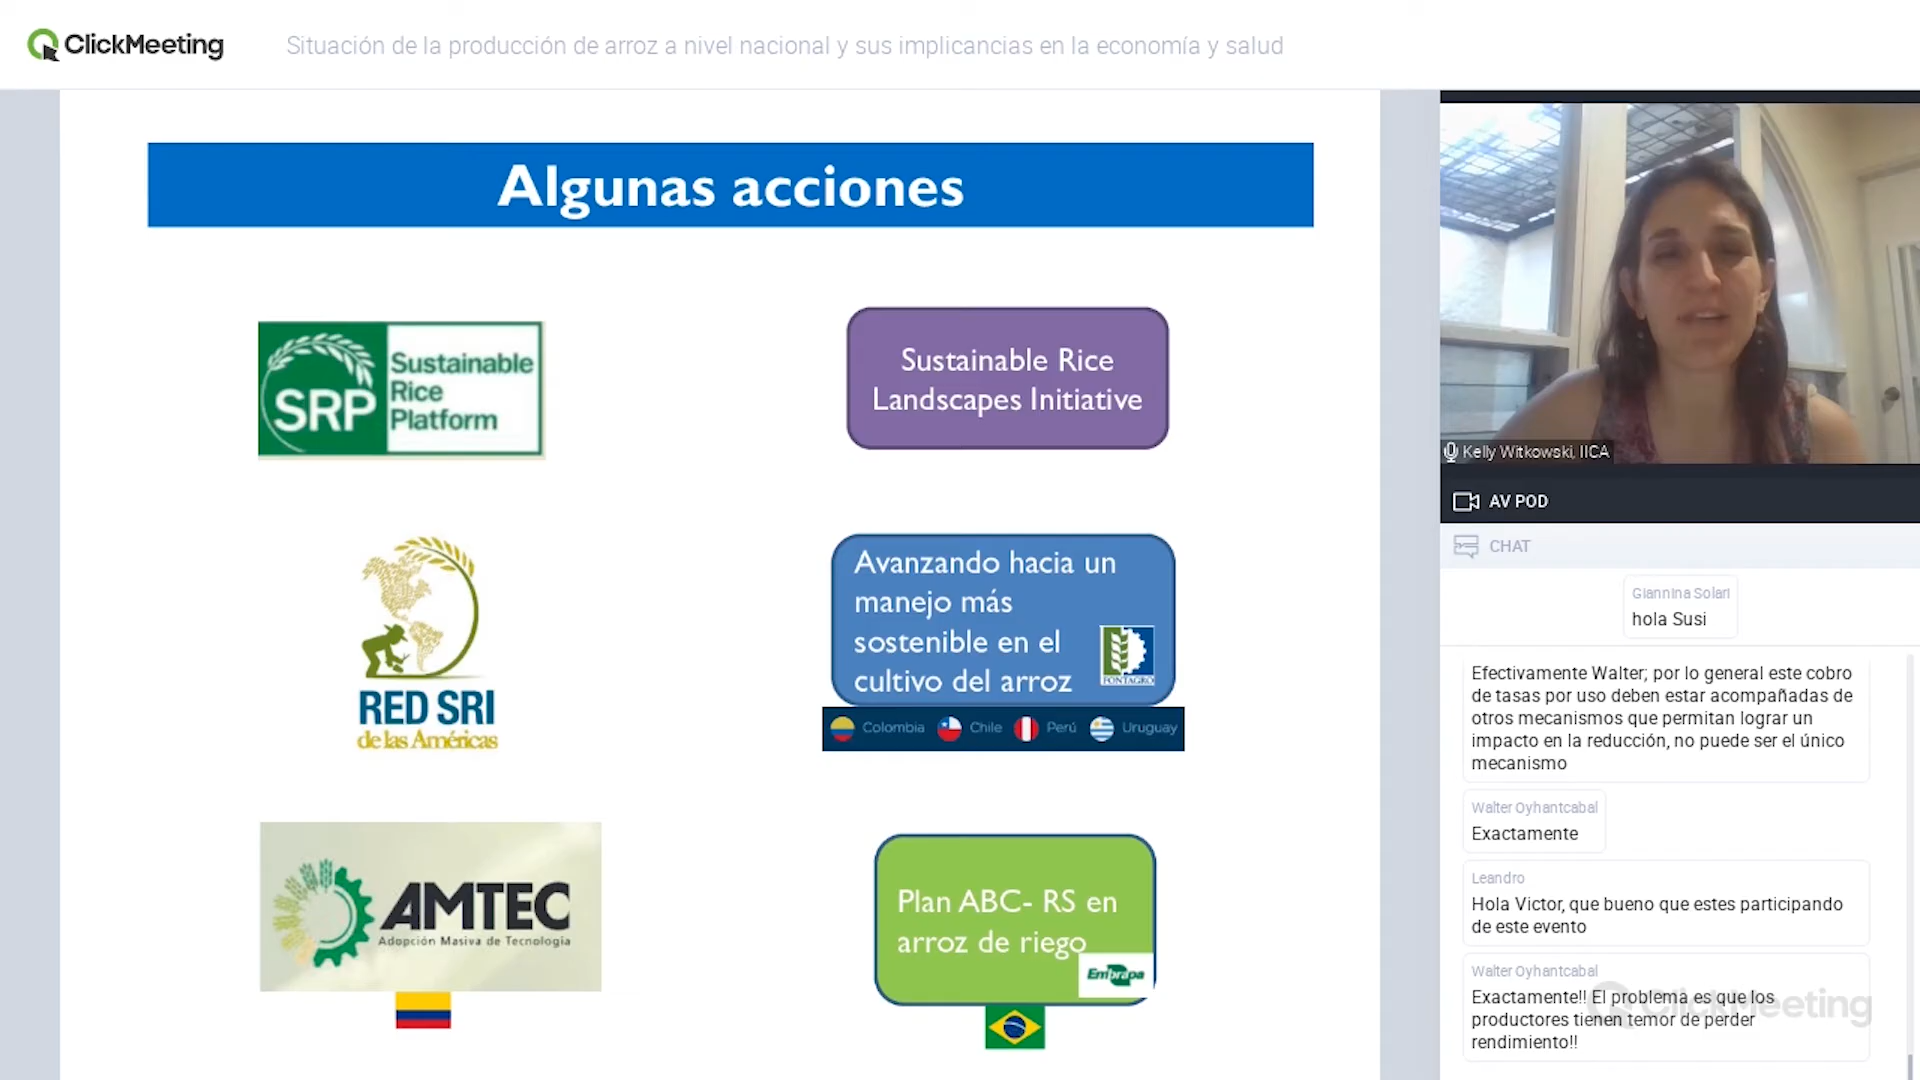 ClickMeeting
Situación de la producción de arroz a nivel nacional y sus implicancias en la economía y salud
Algunas acciones
SRP
Sustainable
Rice
Platform
Sustainable Rice
Landscapes Initiative
RED SRI
de las Américas
Avanzando hacia un
manejo más
sostenible en el
cultivo del arroz
FONTAGRO
Colombia Chile Perú Uruguay
AMTEC
Adopción Masiva de Tecnología
Plan ABC- RS en
arroz de riego
Embrapa
Kelly Witkowski, IICA
AV POD
CHAT
Giannina Solari
hola Susi
Efectivamente Walter; por lo general este cobro
de tasas por uso deben estar acompañadas de
otros mecanismos que permitan lograr un
impacto en la reducción, no puede ser el único
mecanismo
Walter Oyhantcabal
Exactamente
Leandro
Hola Victor, que bueno que estes participando
de este evento
Walter Oyhantcabal
Exactamente!! El problema es que los
productores tienen temor de perder
rendimiento!!
ClickMeeting